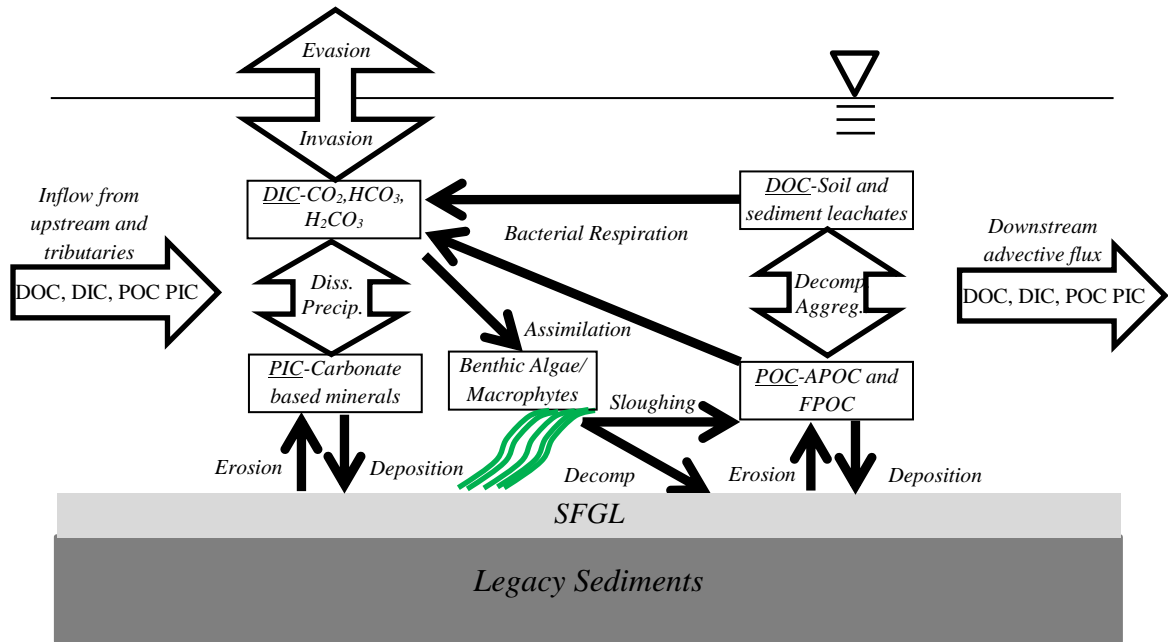 Evasion
Invasion
Inflow from
upstream and
tributaries
DOC, DIC, POC PIC
DIC-CO₂,HCO₃,
H₂CO₃
Bacterial Respiration
DOC-Soil and
sediment leachates
Downstream
advective flux
DOC, DIC, POC PIC
Diss.
Precip.
Decomp.
Aggreg.
Assimilation
PIC-Carbonate
based minerals
Benthic Algae/
Macrophytes
Sloughing
POC-APOC and
FPOC
Erosion
Deposition
Decomp
Erosion
Deposition
SFGL
Legacy Sediments